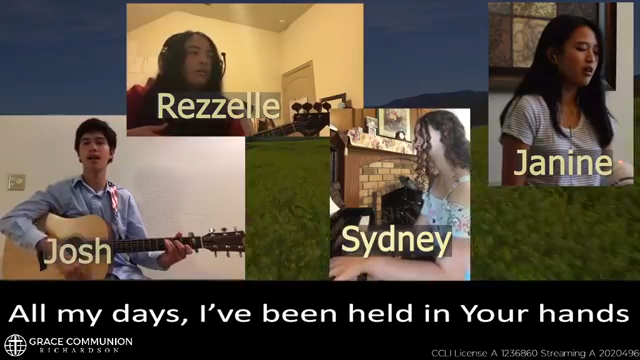 Rezzelle
Janine
Josh
Sydney
All my days, I've been held in Your hands
GRACE COMMUNION
RICHARDSON
CCLI License A 1236860 Streaming A 2020496